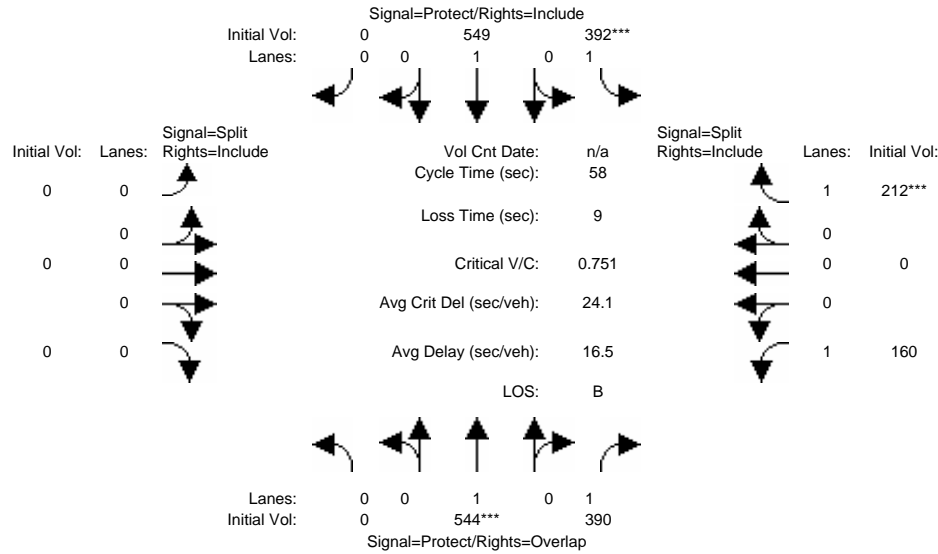 Signal=Protect/Rights=Include
Initial Vol: 0 549 392***
Lanes: 0 0 1 0 1
Signal=Split Signal=Split
Initial Vol: Lanes: Rights=Include Vol Cnt Date: n/a Rights=Include Lanes: Initial Vol:
Cycle Time (sec): 58
0 0 1 212***
Loss Time (sec): 9
0 0
0 0 Critical V/C: 0.751 0 0
0 Avg Crit Del (sec/veh): 24.1 0
0 0 Avg Delay (sec/veh): 16.5 1 160
LOS: B
Lanes: 0 0 1 0 1
Initial Vol: 0 544*** 390
Signal=Protect/Rights=Overlap